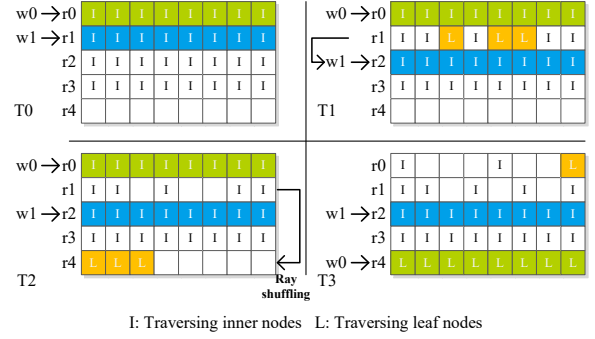 w0 r0 I I I I I I I I
w1 r1 I I I I I I I I
r2 I I I I I I I I
r3 I I I I I I I I
T0 r4
w0 r0 I I I I I I I I
r1 I I L I L L I I
w1 r2 I I I I I I I I
r3 I I I I I I I I
T1 r4
w0 r0 I I I I I I I I
r1 I I I I I
w1 r2 I I I I I I I I
r3 I I I I I I I I
T2 r4 L L L
Ray
shuffling
r0 I I L
r1 I I I I
w1 r2 I I I I I I I I
r3 I I I I I I I I
w0 r4 L L L L L L L L
T3
I: Traversing inner nodes L: Traversing leaf nodes